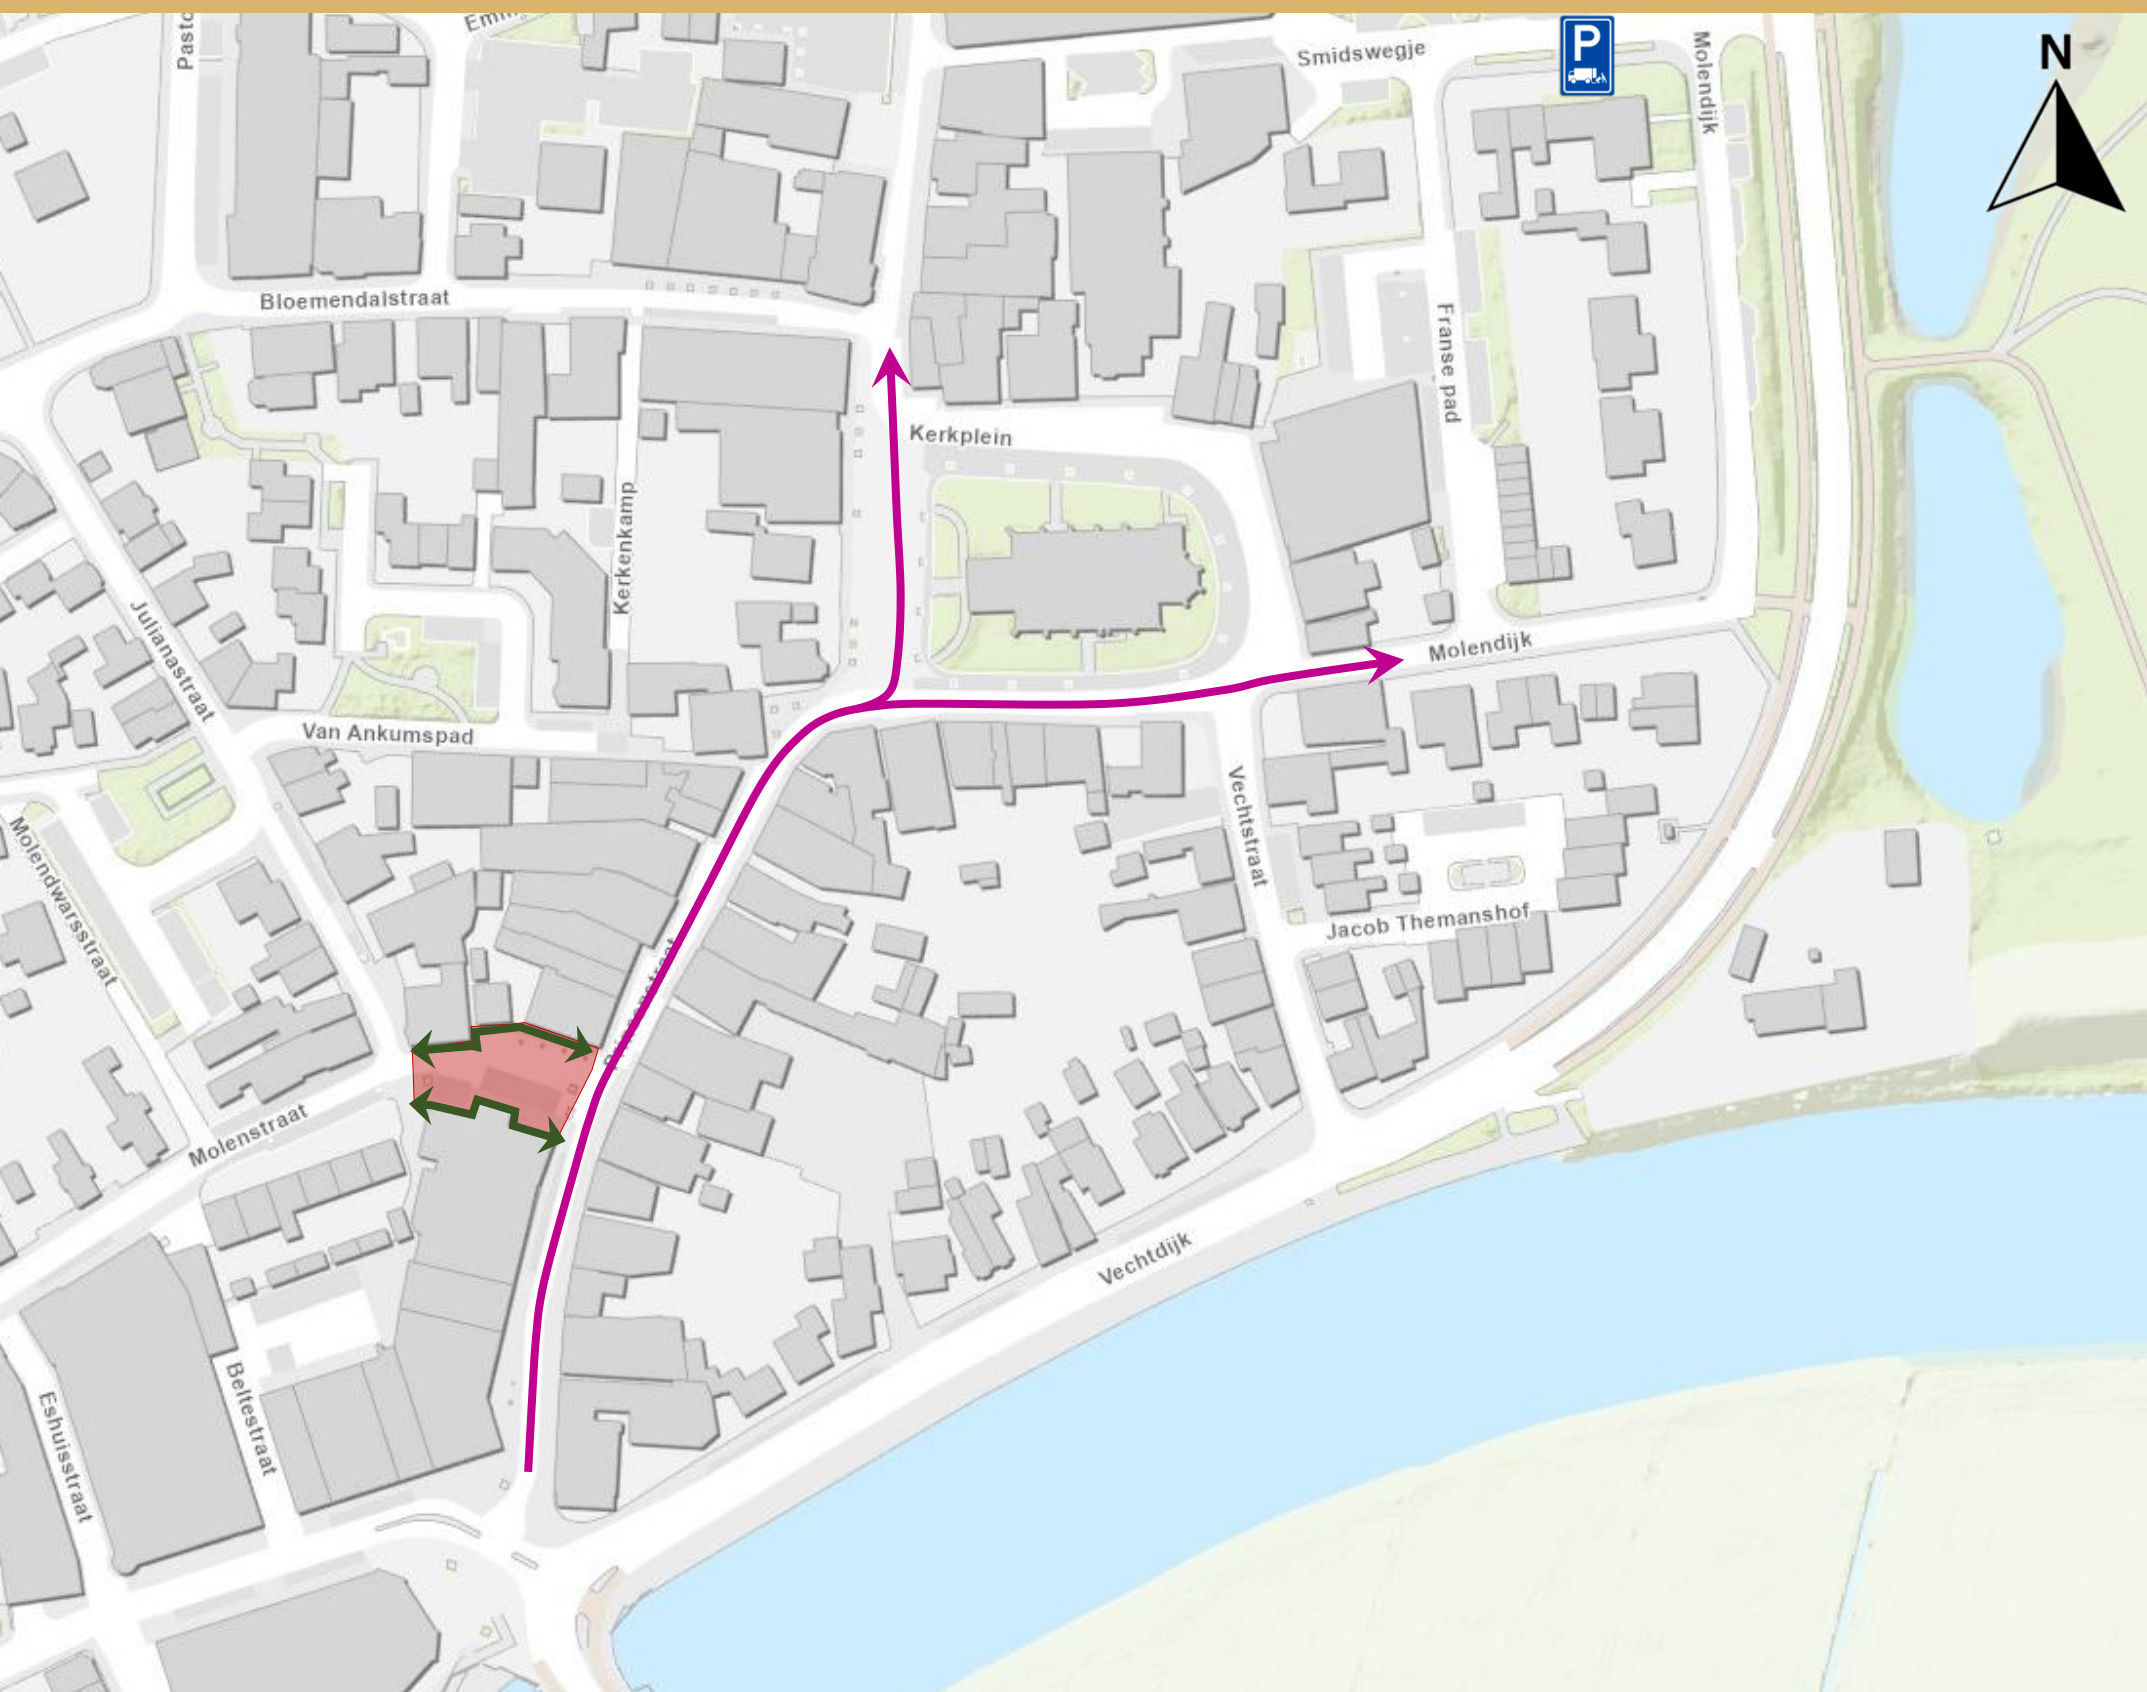 N
P
Smidswegje
Molendijk
Bloemendalstraat
Franse pad
Kerkplein
Kerkenkamp
Julianastraat
Molendijk
Van Ankumspad
Vechtstraat
Molendwarsstraat
Jacob Themanshof
Molenstraat
Vechtdijk
Beltestraat
Eshuisstraat